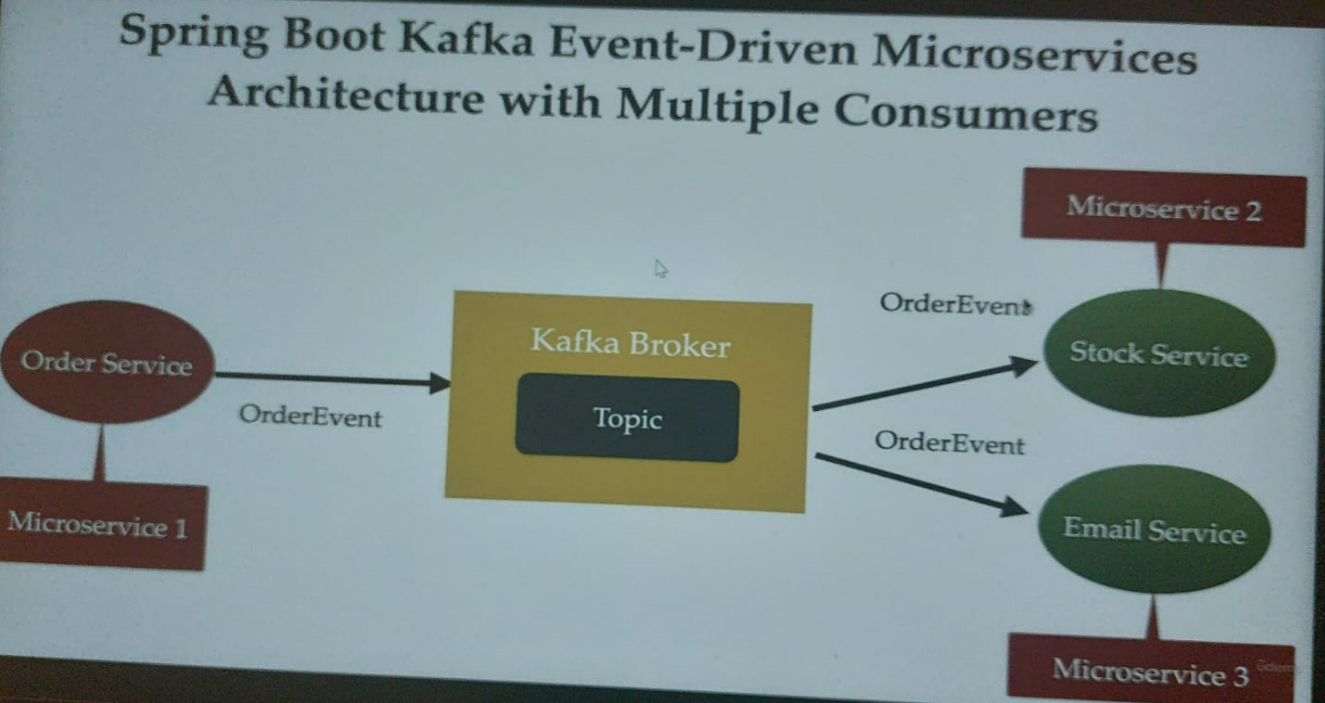 Spring Boot Kafka Event-Driven Microservices
Architecture with Multiple Consumers
Microservice 2
OrderEvent
Stock Service
Kafka Broker
Topic
Order Service
OrderEvent
OrderEvent
Email Service
Microservice 1
Microservice 3